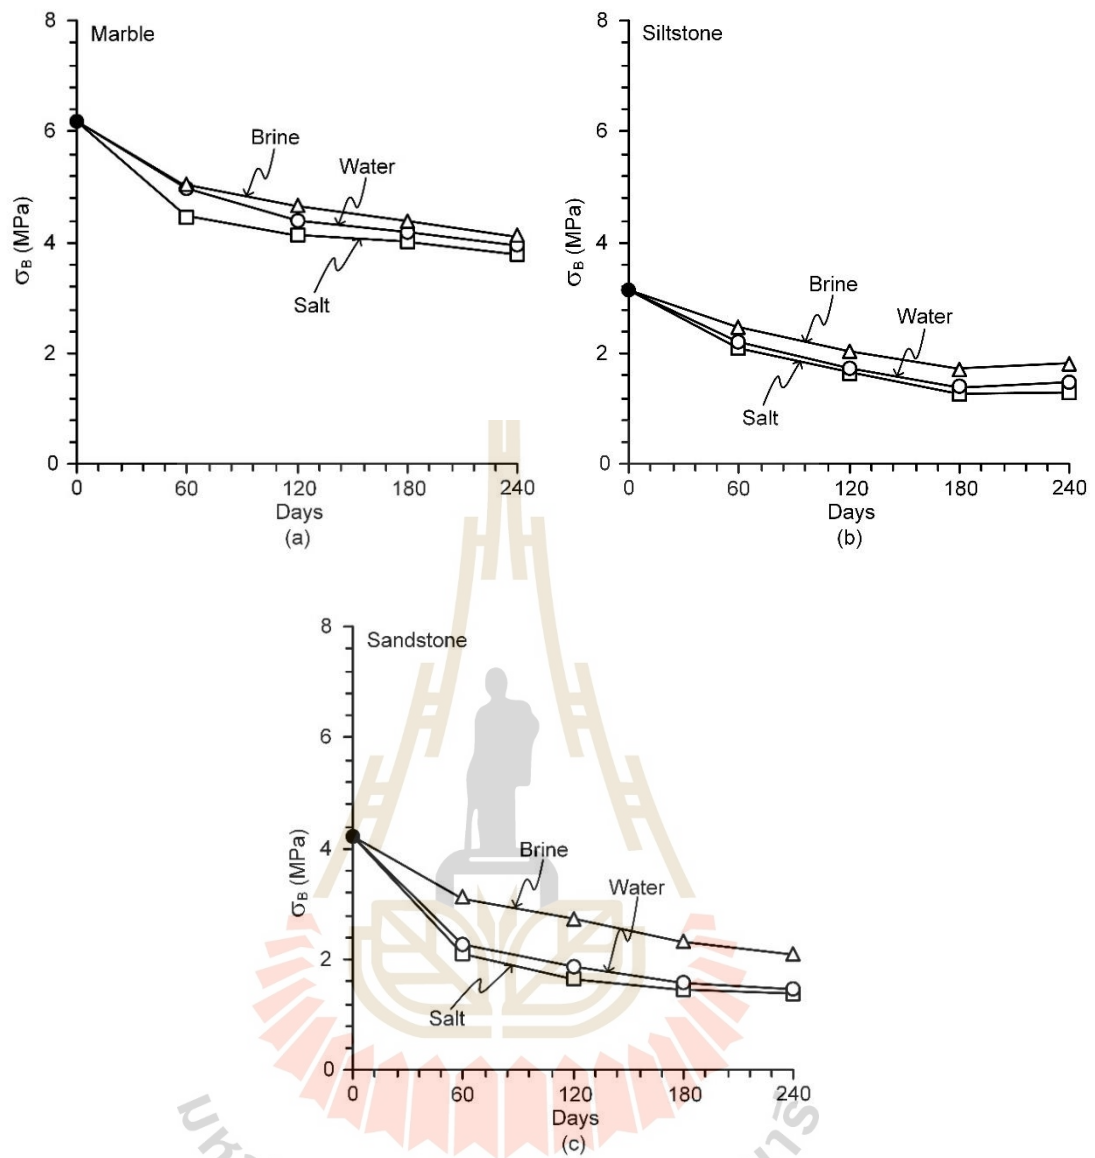 8
Marble
6
Brine
Water
4
σB (MPa)
Salt
2
0
0 60 120 180 240
Days
(a)
8
Siltstone
6
4
σB (MPa)
Brine
Water
2
Salt
0
0 60 120 180 240
Days
(b)
8
Sandstone
6
4
Brine
σB (MPa)
Water
2
Salt
0
0 60 120 180 240
Days
(c)